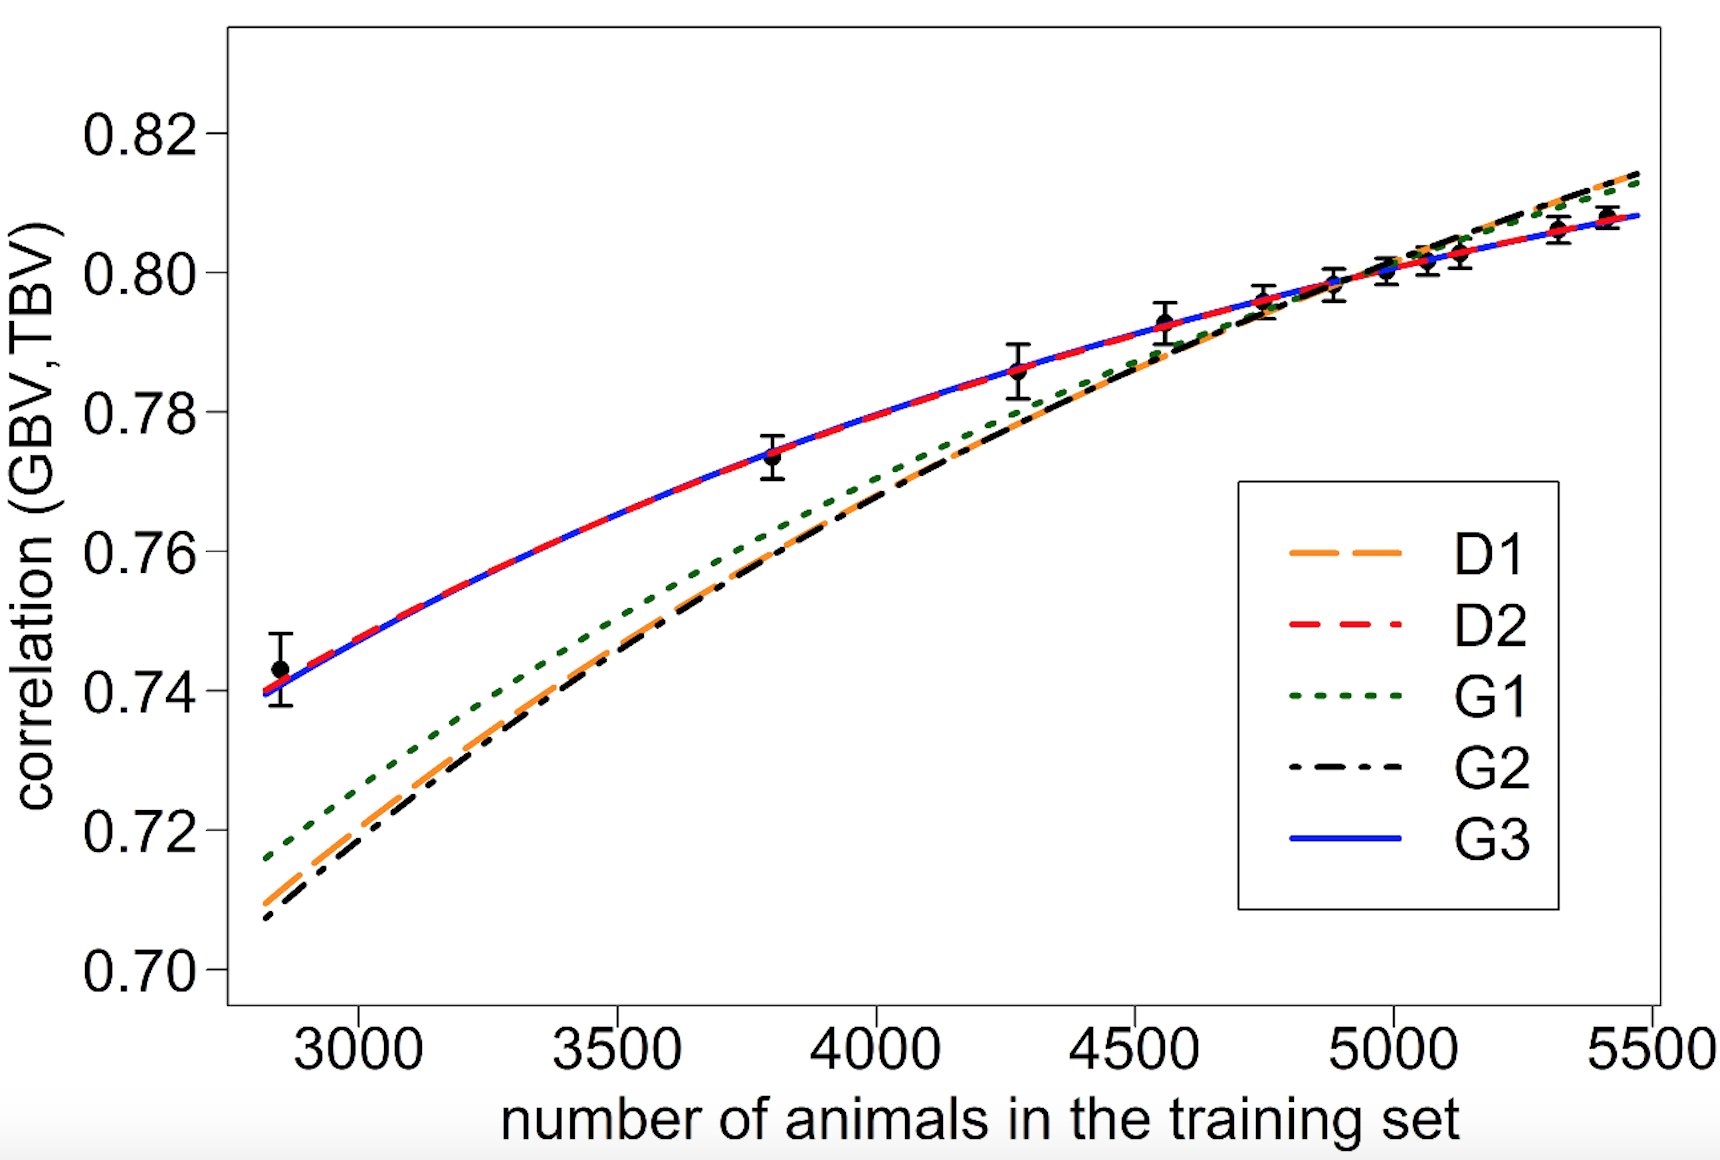 correlation (GBV,TBV)
0.82
0.80
0.78
0.76
0.74
0.72
0.70
D1
D2
G1
G2
G3
3000 3500 4000 4500 5000 5500
number of animals in the training set